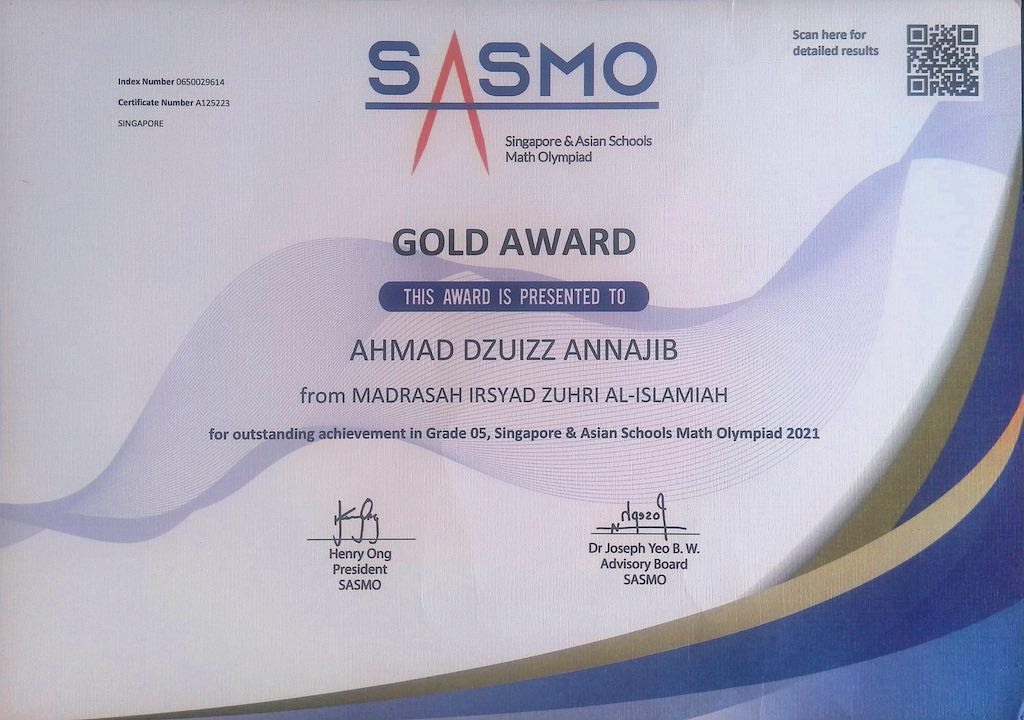 Scan here for
detailed results
Index Number 0650029614
Certificate Number A125223
SINGAPORE
SASMO
Singapore & Asian Schools
Math Olympiad
GOLD AWARD
THIS AWARD IS PRESENTED TO
AHMAD DZUIZZ ANNAJIB
from MADRASAH IRSYAD ZUHRI AL-ISLAMIAH
for outstanding achievement in Grade 05, Singapore & Asian Schools Math Olympiad 2021
Henry Ong
President
SASMO
Dr Joseph Yeo B. W.
Advisory Board
SASMO